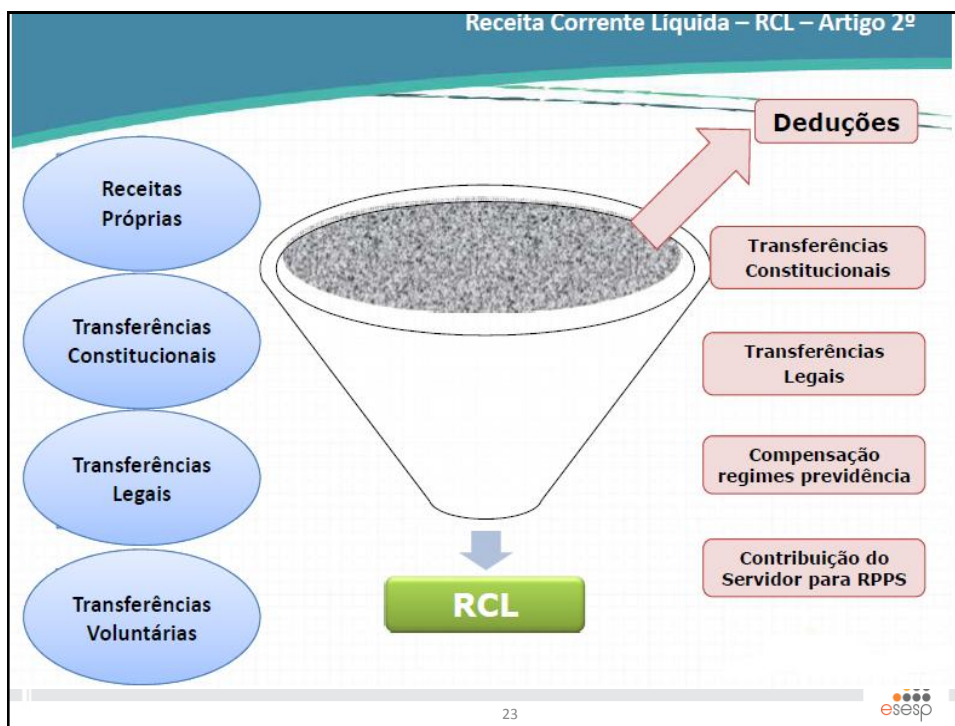 Receita Corrente Líquida – RCL – Artigo 2º
Receitas
Próprias
Transferências
Constitucionais
Transferências
Legais
Transferências
Voluntárias
Deduções
Transferências
Constitucionais
Transferências
Legais
Compensação
regimes previdência
Contribuição do
Servidor para RPPS
RCL
23
esesp